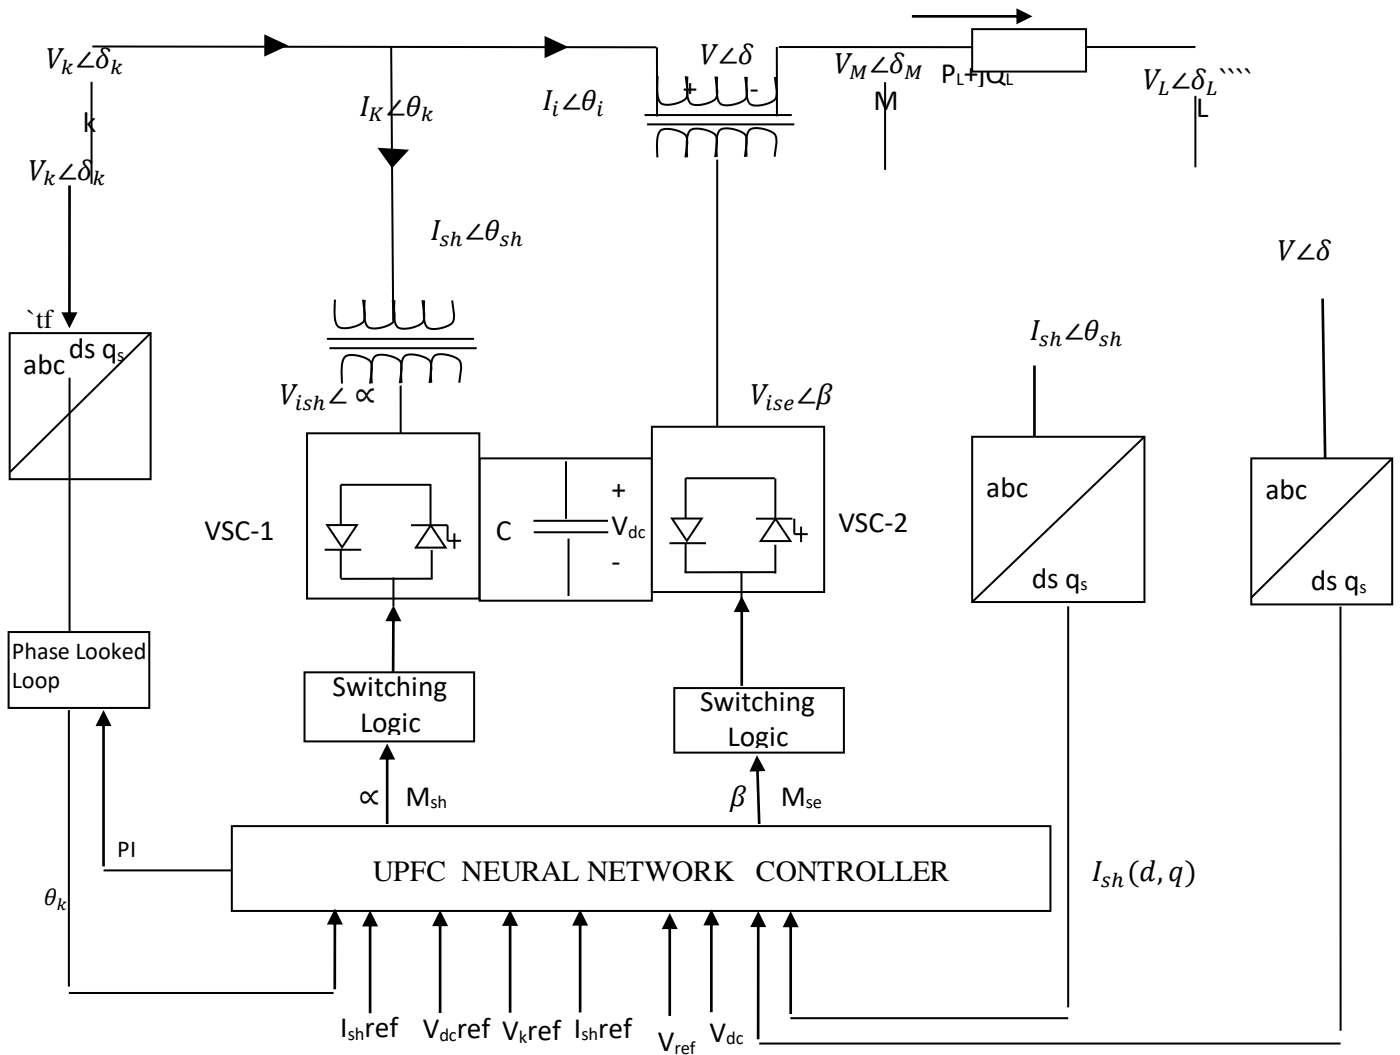 V_k∠δ_k
V∠δ
V_M∠δ_M
P_L+jQ_L
V_L∠δ_L````
+ -
I_K∠θ_k
I_i∠θ_i
M
L
k
V_k∠δ_k
I_sh∠θ_sh
V∠δ
`tf
I_sh∠θ_sh
abc ds q_s
V_ish∠∝
V_ise∠β
abc
ds q_s
abc
ds q_s
VSC-1
C
+
V_dc
-
VSC-2
Phase Looked
Loop
Switching
Logic
Switching
Logic
∝ M_sh
β M_se
PI
UPFC NEURAL NETWORK CONTROLLER
I_sh(d,q)
θ_k
I_shref
V_dcref
V_kref
I_shref
V_ref
V_dc